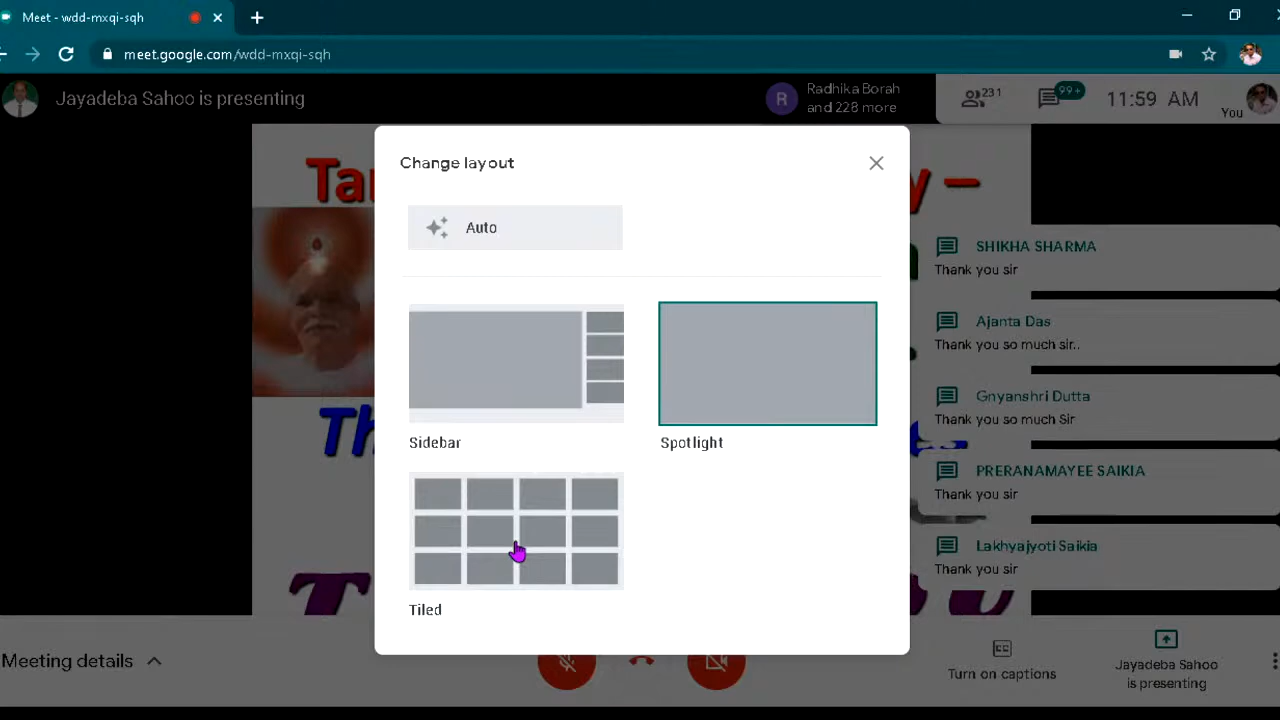 Meet - wdd-mxqi-sqh
meet.google.com/wdd-mxqi-sqh
Jayadeba Sahoo is presenting
R
Radhika Borah
and 228 more
231
99+
11:59 AM
You
Change layout
Auto
SHIKHA SHARMA
Thank you sir
Ajanta Das
Thank you so much sir..
Sidebar
Spotlight
Gnyanshri Dutta
Thank you so much Sir
PRERANAMAYEE SAIKIA
Thank you sir
Lakhyajyoti Saikia
Thank you sir
Tiled
Meeting details
CC
Turn on captions
Jayadeba Sahoo
is presenting